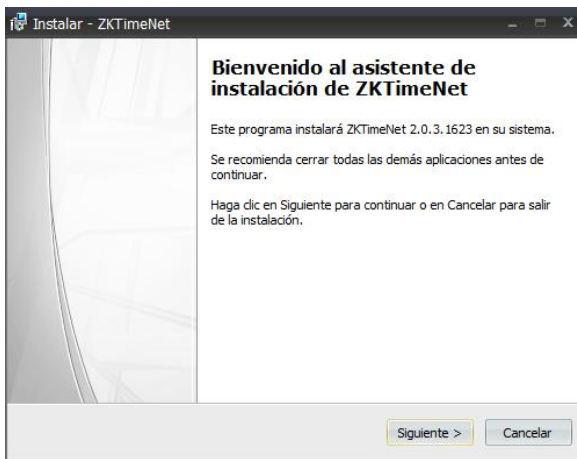 Instalar - ZKTimeNet
Bienvenido al asistente de
instalación de ZKTimeNet
Este programa instalará ZKTimeNet 2.0.3.1623 en su sistema.
Se recomienda cerrar todas las demás aplicaciones antes de
continuar.
Haga clic en Siguiente para continuar o en Cancelar para salir
de la instalación.
Siguiente >
Cancelar